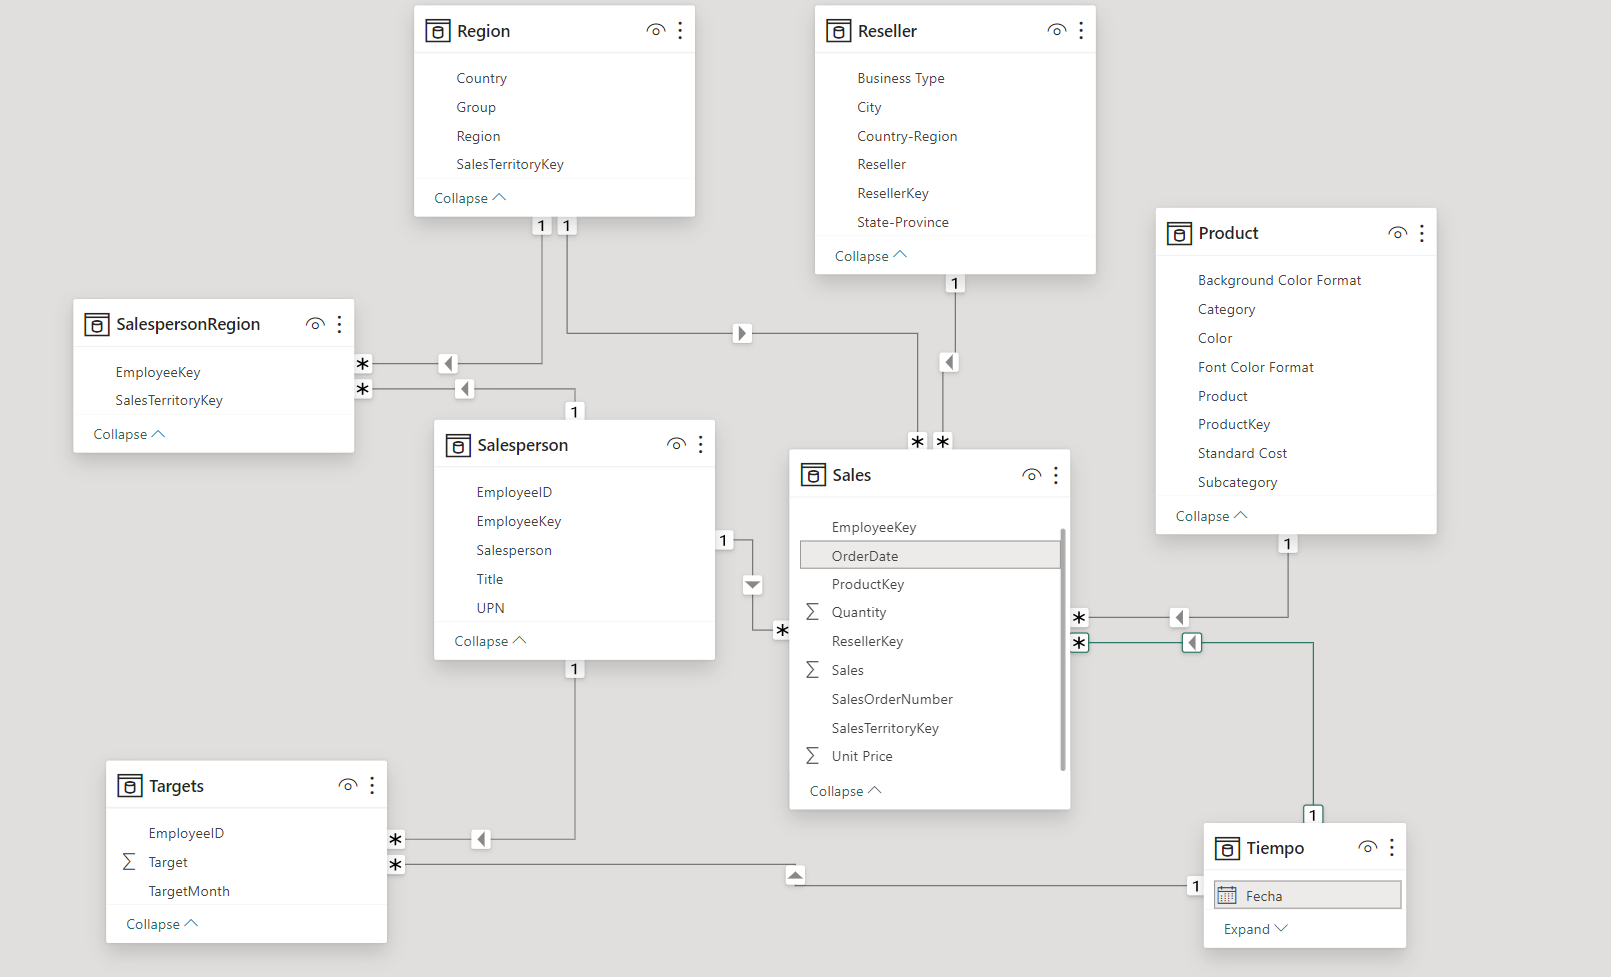 Region
Country
Group
Region
SalesTerritoryKey
Collapse
1 1
Reseller
Business Type
City
Country-Region
Reseller
ResellerKey
State-Province
Collapse
1
Product
Background Color Format
Category
Color
Font Color Format
Product
ProductKey
Standard Cost
Subcategory
Collapse
1
SalespersonRegion
EmployeeKey
SalesTerritoryKey
Collapse
*
*
1
Salesperson
EmployeeID
EmployeeKey
Salesperson
Title
UPN
Collapse
1
1
* *
Sales
EmployeeKey
OrderDate
ProductKey
Σ Quantity
ResellerKey
Σ Sales
SalesOrderNumber
SalesTerritoryKey
Σ Unit Price
Collapse
*
*
*
Targets
EmployeeID
Σ Target
TargetMonth
Collapse
*
*
1
1
Tiempo
Fecha
Expand